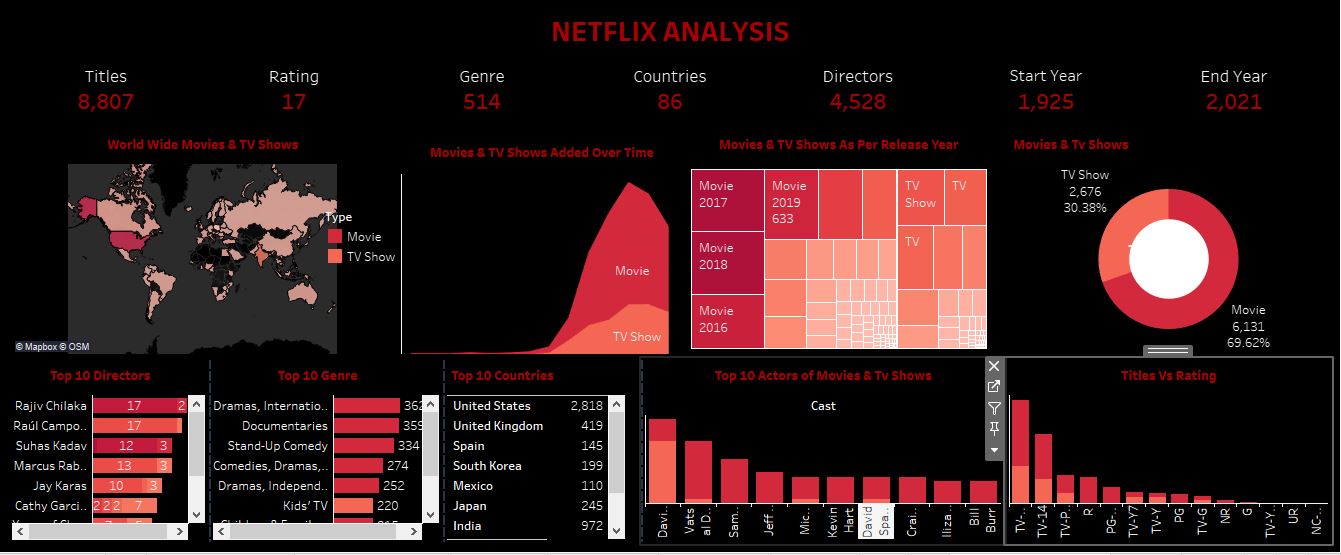 NETFLIX ANALYSIS
Titles
8,807
Rating
17
Genre
514
Countries
86
Directors
4,528
Start Year
1,925
End Year
2,021
World Wide Movies & TV Shows
© Mapbox © OSM
Type
Movie
TV Show
Movies & TV Shows Added Over Time
Movie
TV Show
Movies & TV Shows As Per Release Year
Movie
2017
Movie
2018
Movie
2016
Movie
2019
633
TV
Show
TV
TV
Movies & Tv Shows
TV Show
2,676
30.38%
Movie
6,131
69.62%
Top 10 Directors
Rajiv Chilaka 17 2
Raúl Campo.. 17
Suhas Kadav 12 3
Marcus Rab.. 13 3
Jay Karas 10 3
Cathy Garci.. 2 2 2 7
Top 10 Genre
Dramas, Internatio.. 362
Documentaries 359
Stand-Up Comedy 334
Comedies, Dramas,.. 274
Dramas, Independ.. 252
Kids' TV 220
Top 10 Countries
United States 2,818
United Kingdom 419
Spain 145
South Korea 199
Mexico 110
Japan 245
India 972
Top 10 Actors of Movies & Tv Shows
Cast
Davi..
Vats
al D..
Sam..
Jeff..
Mic..
Kevin
Hart
David
Spa..
Crai..
Iliza..
Bill
Burr
Titles Vs Rating
TV-..
TV-14
TV-P..
R
PG-..
TV-Y7
TV-Y
PG
TV-G
NR
G
TV-Y..
UR
NC-..